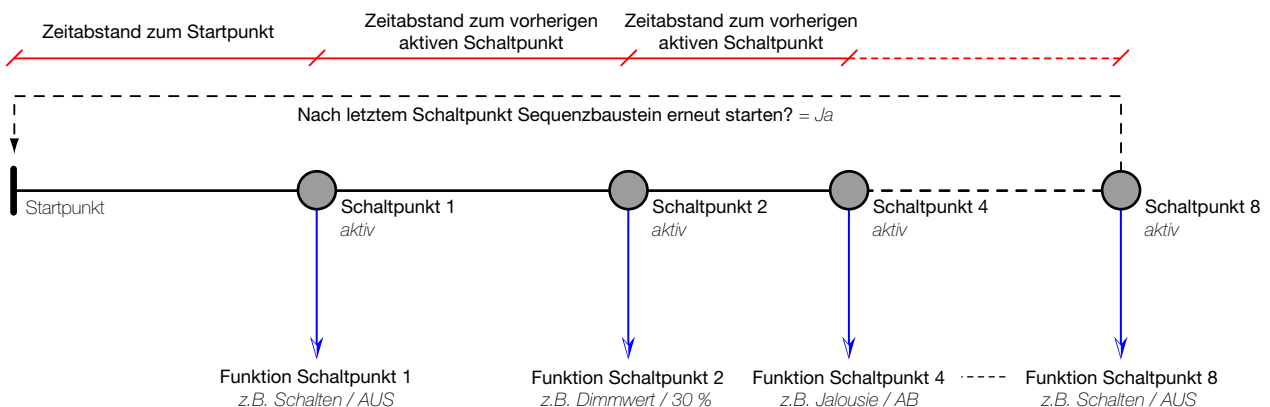 Zeitabstand zum Startpunkt
Zeitabstand zum vorherigen
aktiven Schaltpunkt
Zeitabstand zum vorherigen
aktiven Schaltpunkt
Nach letztem Schaltpunkt Sequenzbaustein erneut starten? = Ja
Startpunkt
Schaltpunkt 1
aktiv
Schaltpunkt 2
aktiv
Schaltpunkt 4
aktiv
Schaltpunkt 8
aktiv
Funktion Schaltpunkt 1
z.B. Schalten / AUS
Funktion Schaltpunkt 2
z.B. Dimmwert / 30 %
Funktion Schaltpunkt 4
z.B. Jalousie / AB
Funktion Schaltpunkt 8
z.B. Schalten / AUS